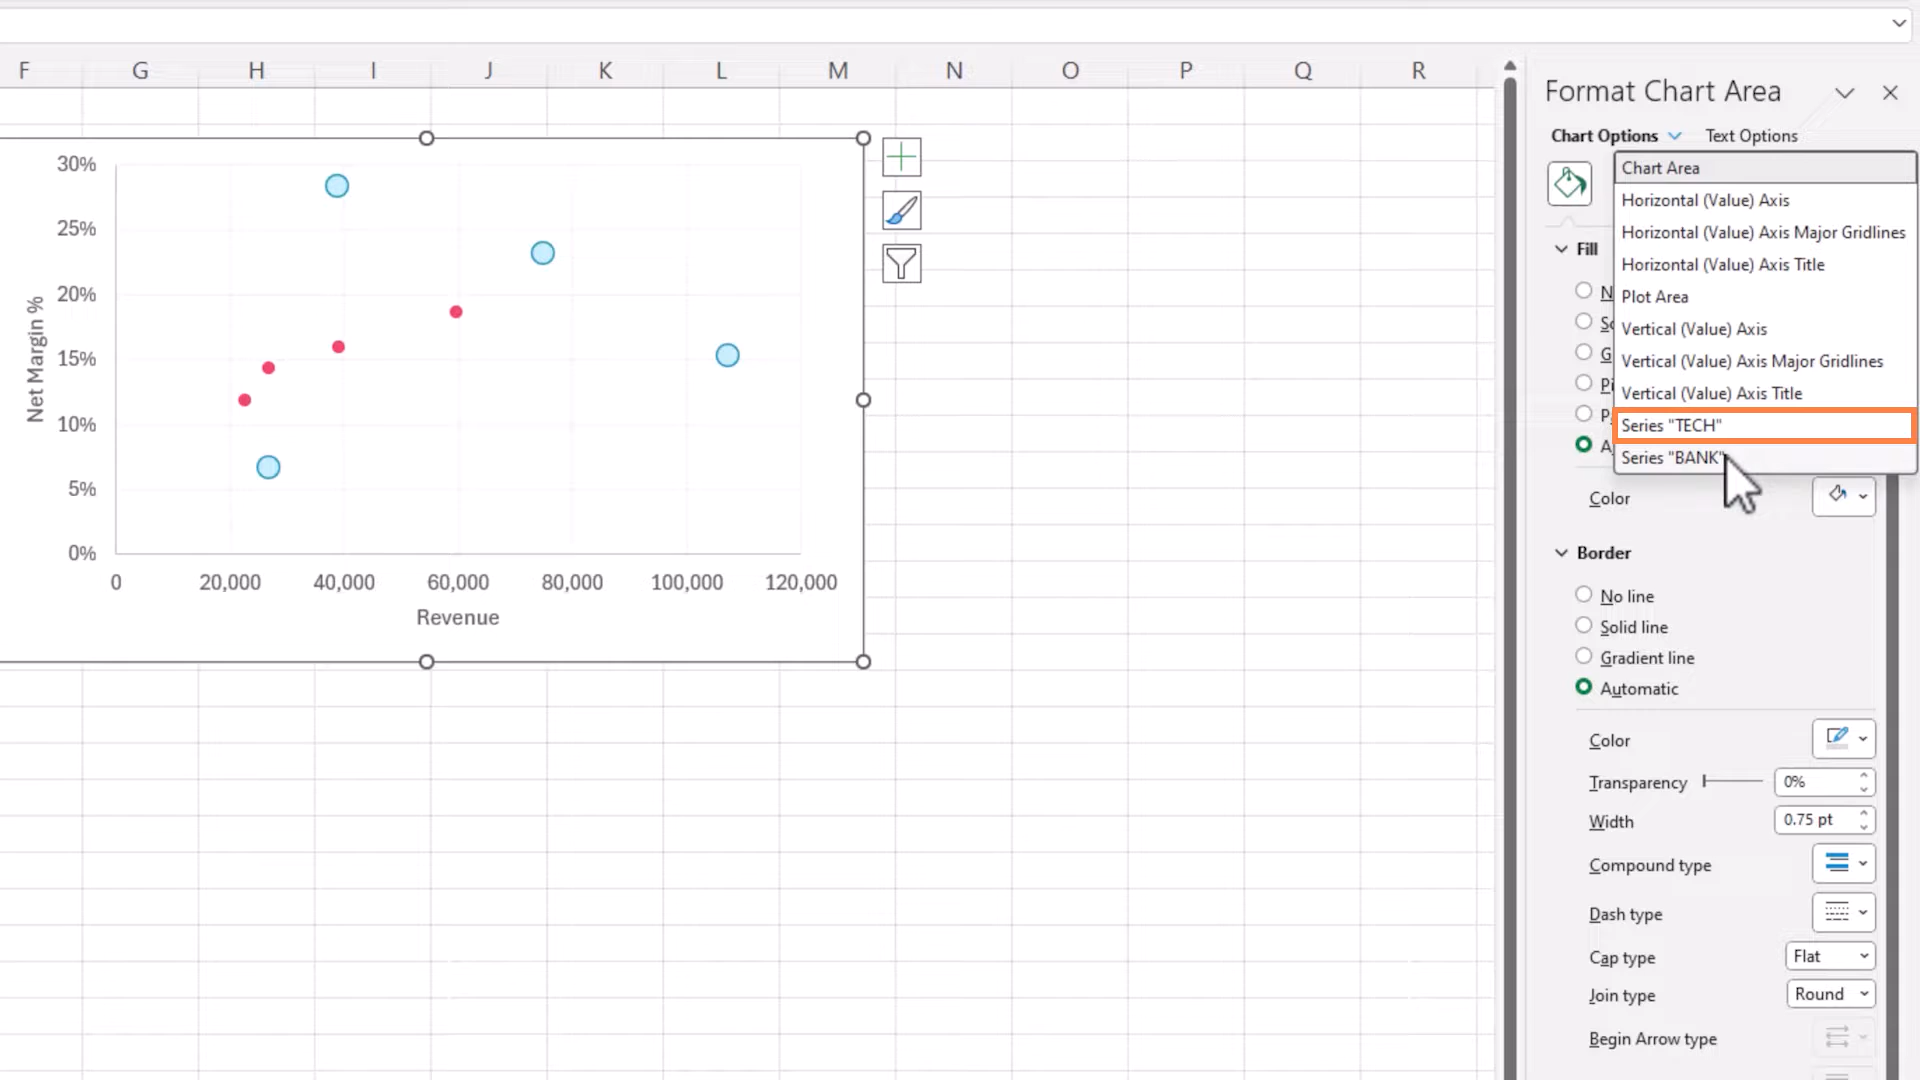 F G H I J K L M N O P Q R
Format Chart Area
Chart Options Text Options
Chart Area
Horizontal (Value) Axis
Horizontal (Value) Axis Major Gridlines
Horizontal (Value) Axis Title
Plot Area
Vertical (Value) Axis
Vertical (Value) Axis Major Gridlines
Vertical (Value) Axis Title
Series "TECH"
Series "BANK"
Fill
Color
Border
No line
Solid line
Gradient line
Automatic
Color
Transparency 0%
Width 0.75 pt
Compound type
Dash type
Cap type Flat
Join type Round
Begin Arrow type
30%
25%
20%
15%
10%
5%
0%
Net Margin %
0 20,000 40,000 60,000 80,000 100,000 120,000
Revenue